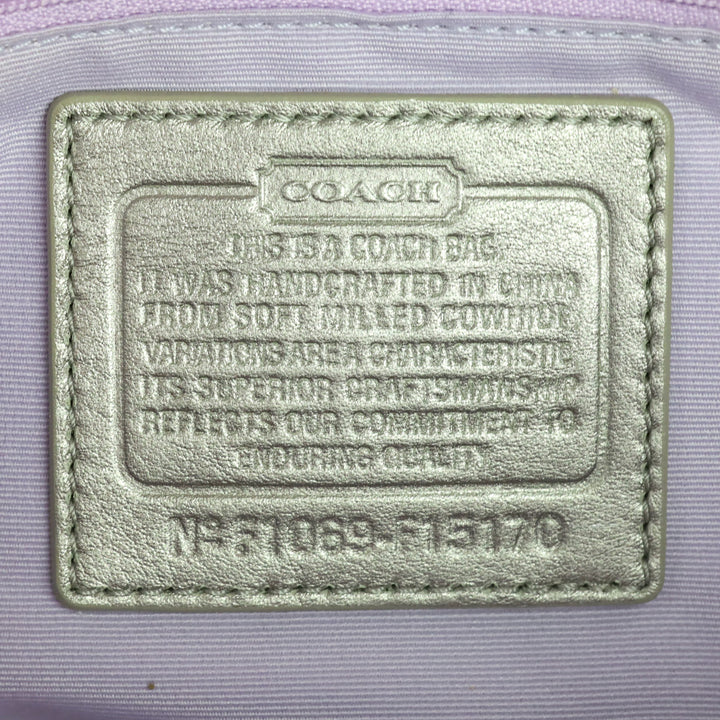 COACH
THIS IS A COACH BAG.
IT WAS HANDCRAFTED IN CHINA
FROM SOFT MILLED COWHIDE
VARIATIONS ARE A CHARACTERISTIC
ITS SUPERIOR CRAFTSMANSHIP
REFLECTS OUR COMMITMENT TO
ENDURING QUALITY
Nº F1069-F15170